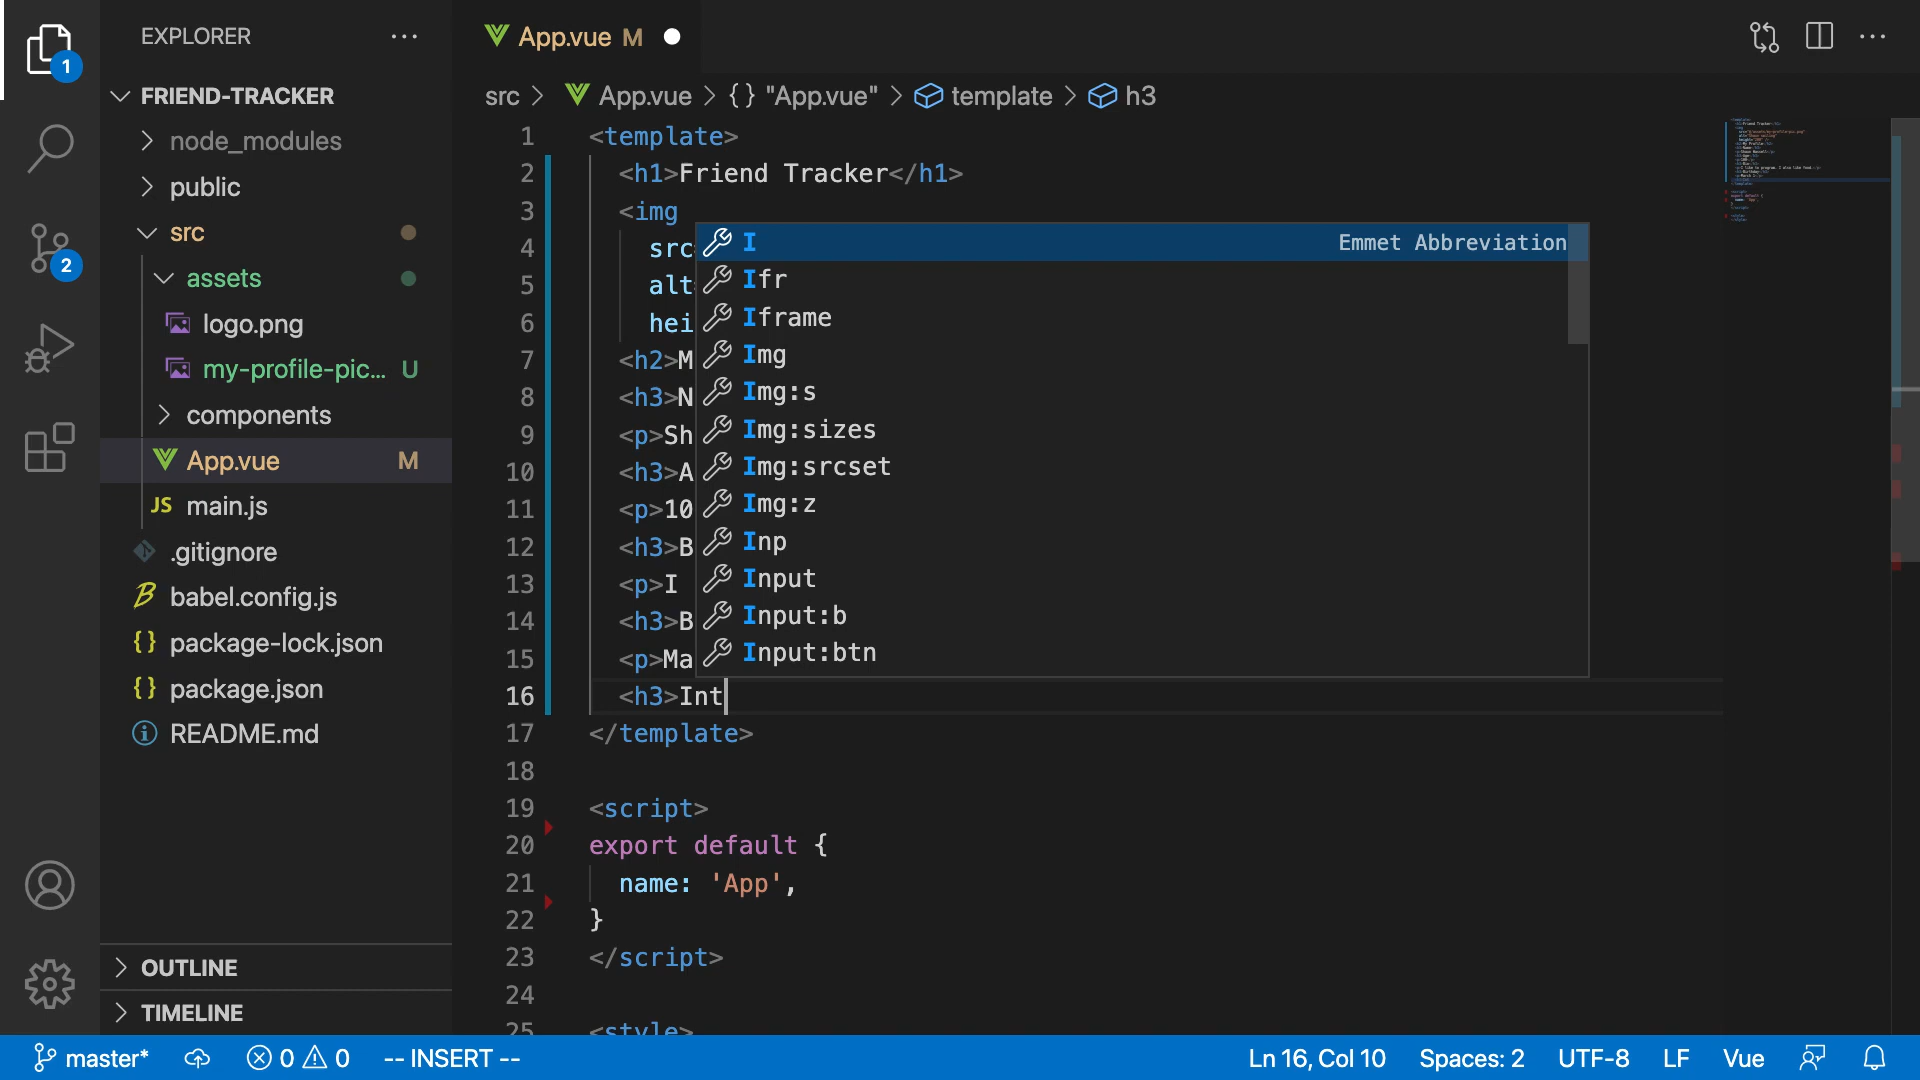 EXPLORER
App.vue M
1
FRIEND-TRACKER
src App.vue {} "App.vue" template h3
node_modules
public
src
assets
logo.png
my-profile-pic... U
components
App.vue M
JS main.js
.gitignore
babel.config.js
{} package-lock.json
{} package.json
README.md
2
OUTLINE
TIMELINE
1 <template>
2 <h1>Friend Tracker</h1>
3 <img
4 src
5 alt
6 hei
7 <h2>M
8 <h3>N
9 <p>Sh
10 <h3>A
11 <p>10
12 <h3>B
13 <p>I
14 <h3>B
15 <p>Ma
16 <h3>Int
17 </template>
18
19 <script>
20 export default {
21 name: 'App',
22 }
23 </script>
24
25 <style>
I Emmet Abbreviation
Ifr
Iframe
Img
Img:s
Img:sizes
Img:srcset
Img:z
Inp
Input
Input:b
Input:btn
master* 0 0 -- INSERT -- Ln 16, Col 10 Spaces: 2 UTF-8 LF Vue